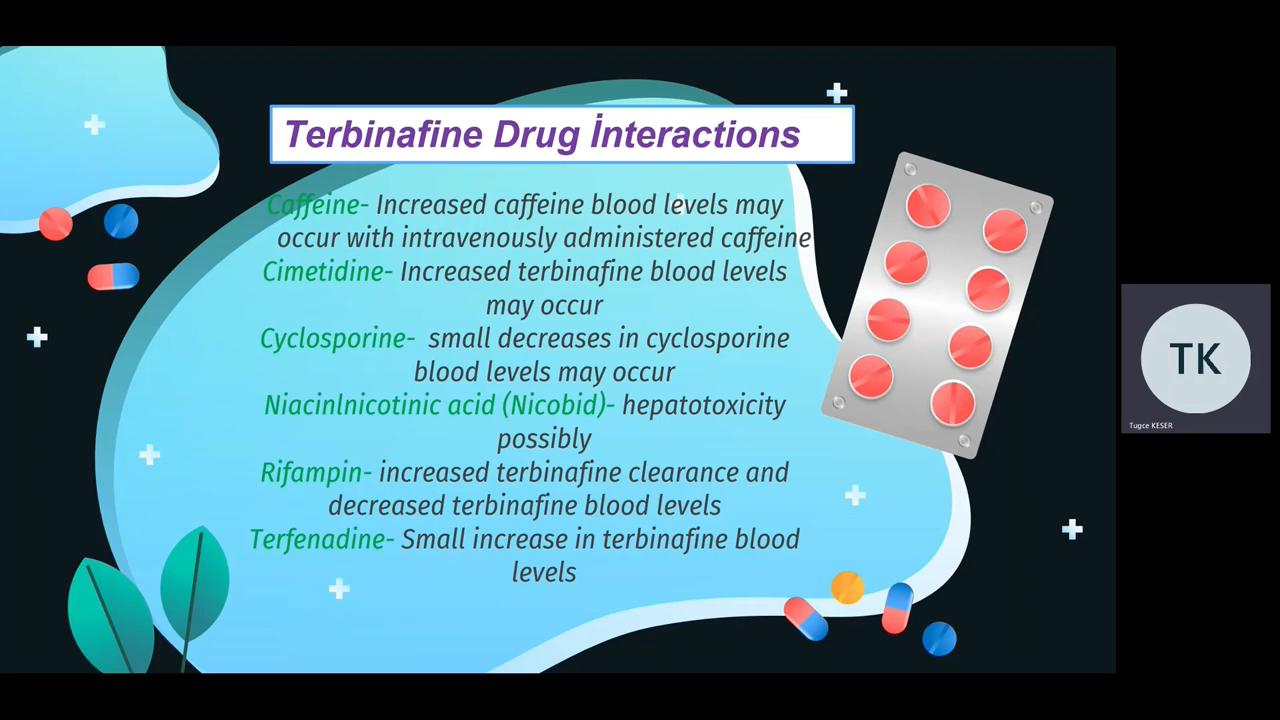 Terbinafine Drug İnteractions
Caffeine- Increased caffeine blood levels may
occur with intravenously administered caffeine
Cimetidine- Increased terbinafine blood levels
may occur
Cyclosporine- small decreases in cyclosporine
blood levels may occur
Niacinlnicotinic acid (Nicobid)- hepatotoxicity
possibly
Rifampin- increased terbinafine clearance and
decreased terbinafine blood levels
Terfenadine- Small increase in terbinafine blood
levels
TK
Tugce KESER